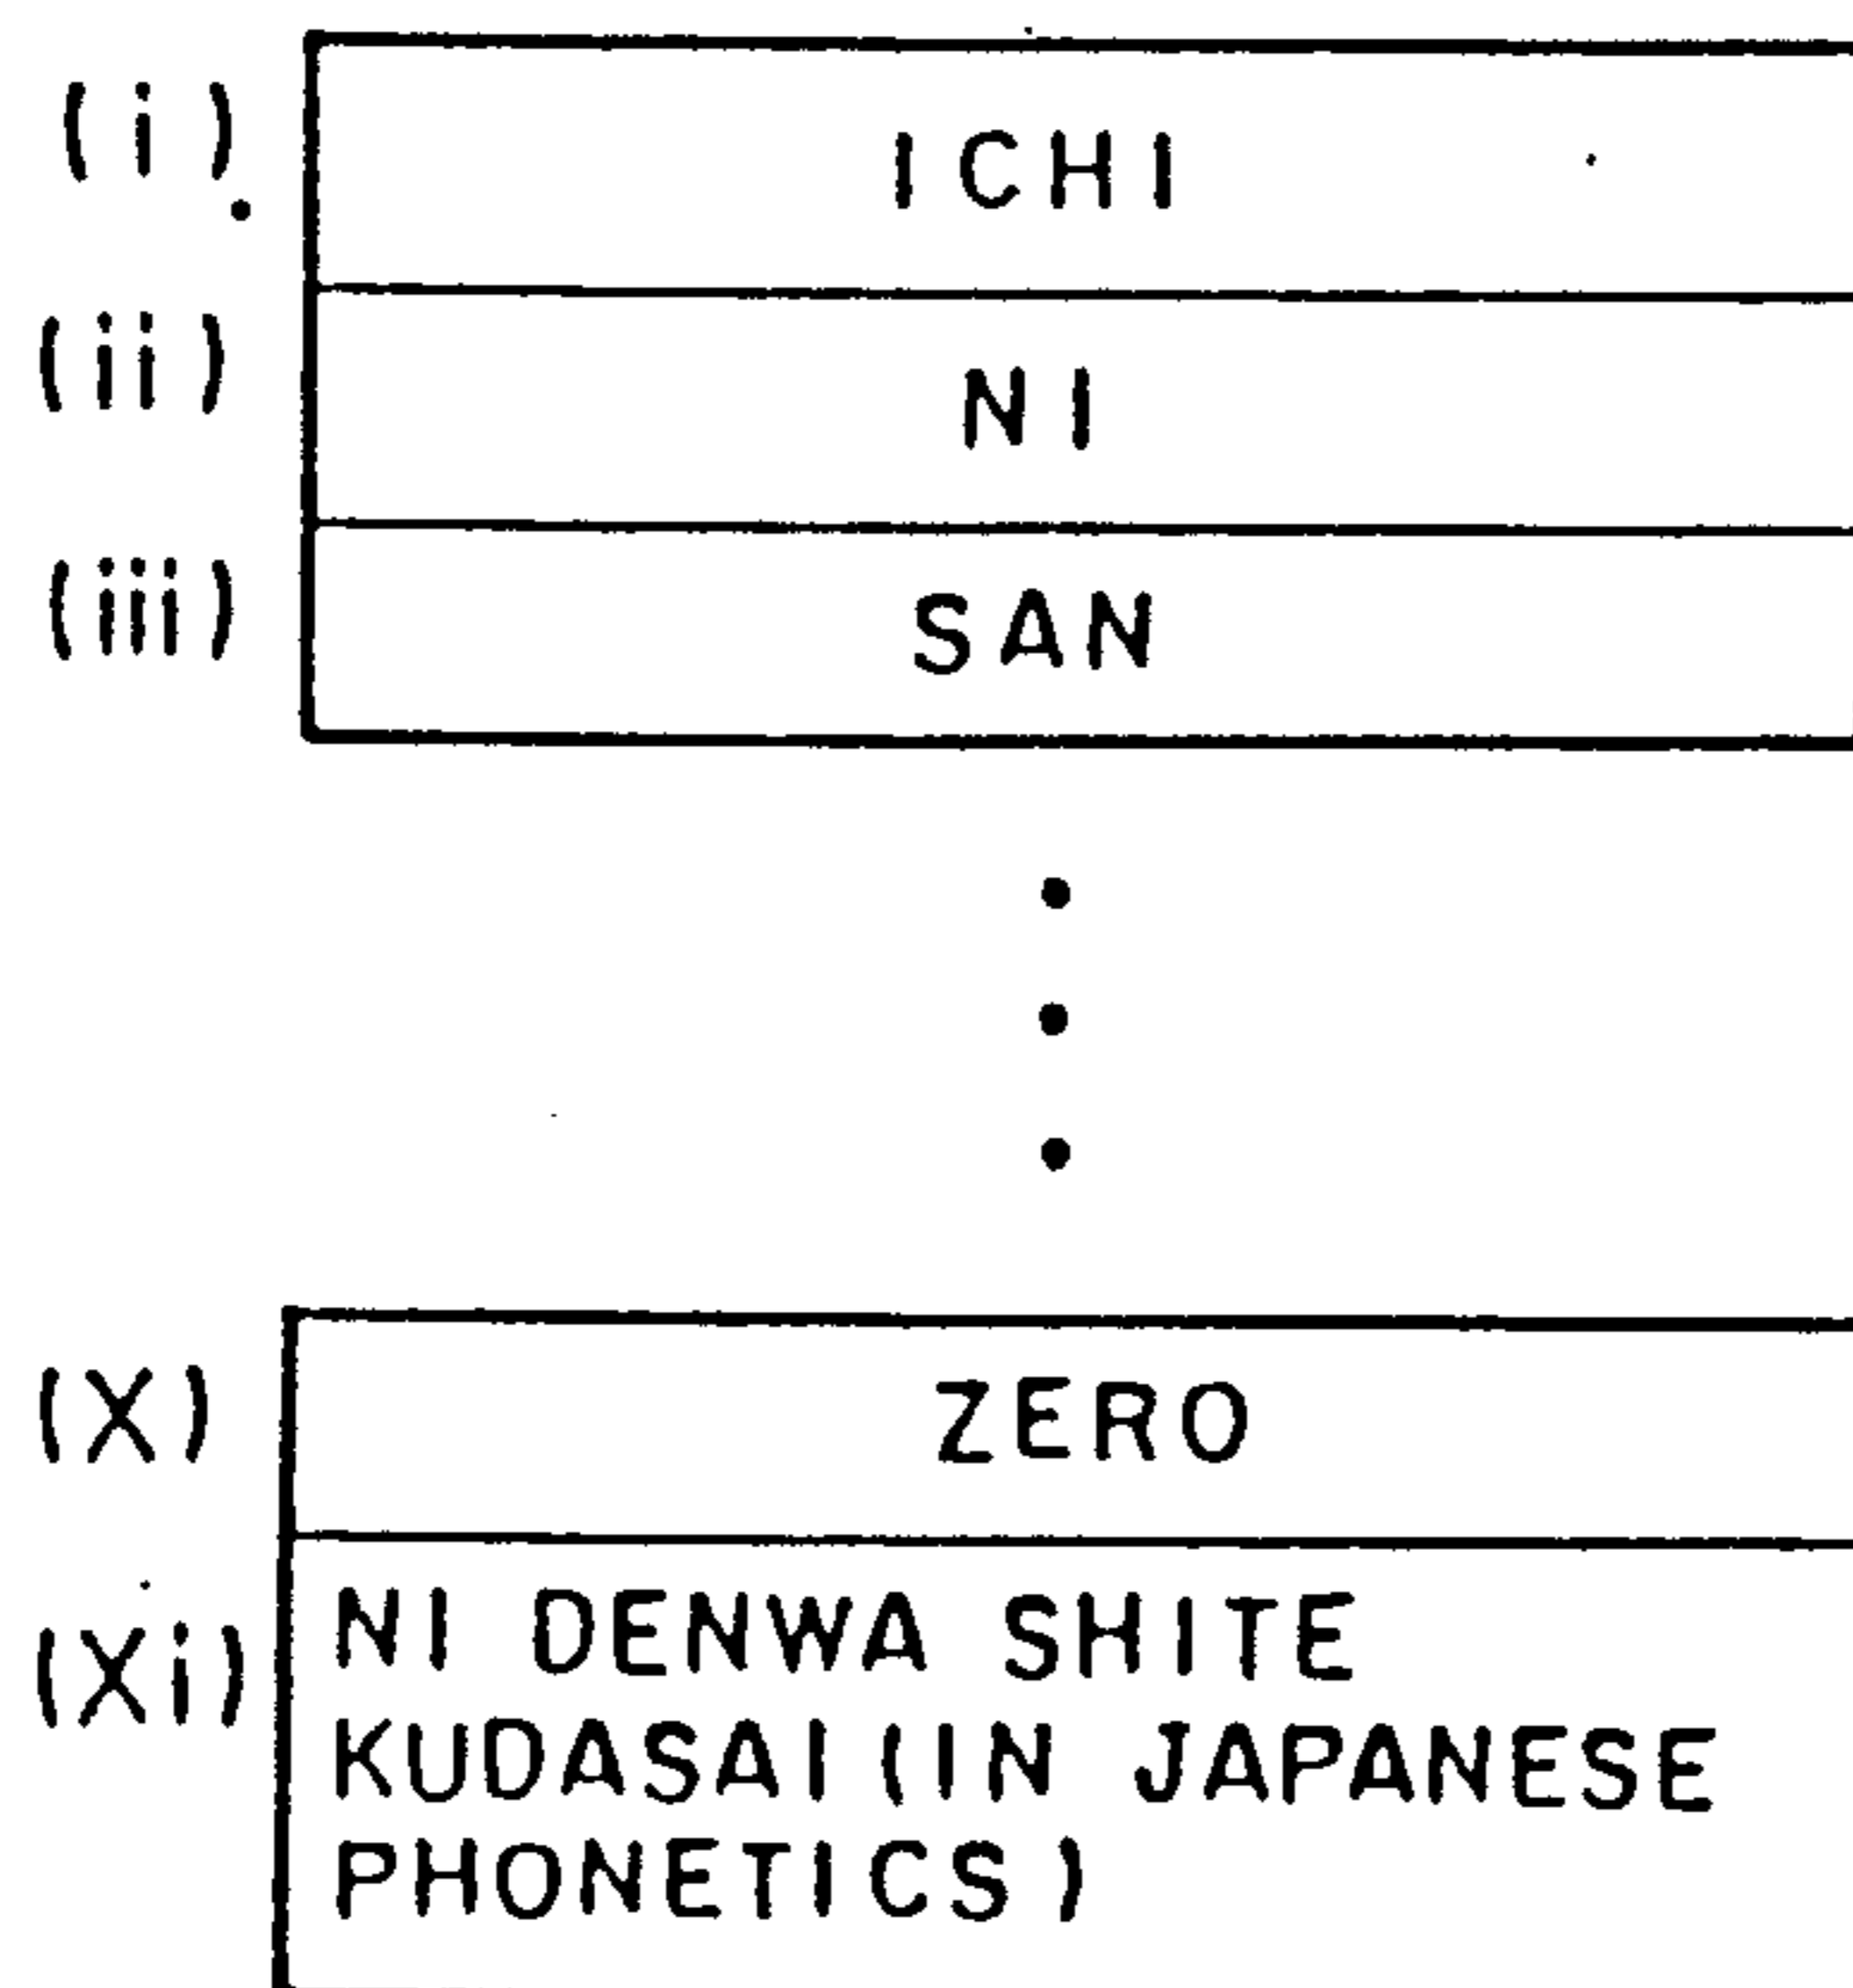 (i) ICHI
(ii) NI
(iii) SAN
(X) ZERO
(Xi) NI DENWA SHITE
KUDASAI (IN JAPANESE
PHONETICS)